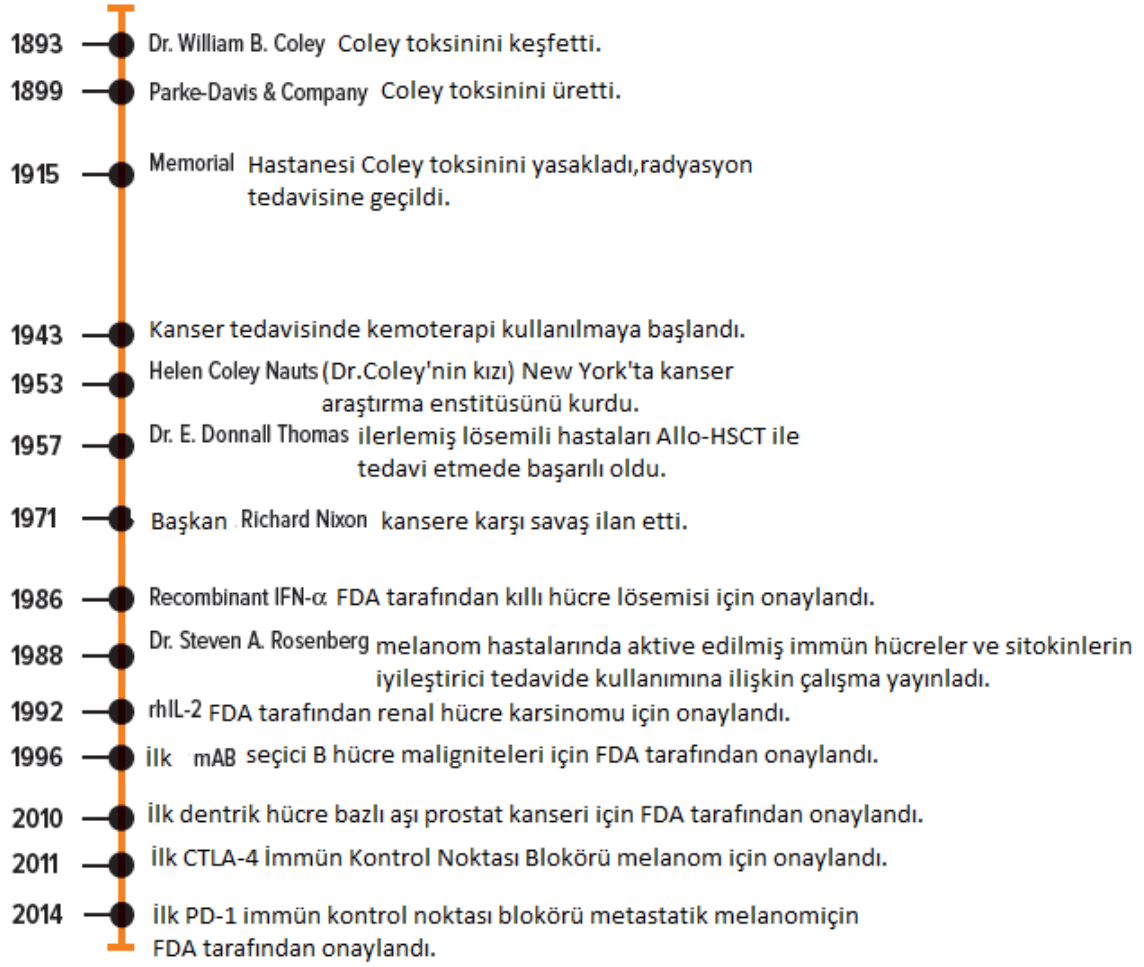 1893 Dr. William B. Coley Coley toksinini keşfetti.
1899 Parke-Davis & Company Coley toksinini üretti.
1915 Memorial Hastanesi Coley toksinini yasakladı,radyasyon
tedavisine geçildi.
1943 Kanser tedavisinde kemoterapi kullanılmaya başlandı.
1953 Helen Coley Nauts (Dr.Coley'nin kızı) New York'ta kanser
araştırma enstitüsünü kurdu.
1957 Dr. E. Donnall Thomas ilerlemiş lösemili hastaları Allo-HSCT ile
tedavi etmede başarılı oldu.
1971 Başkan Richard Nixon kansere karşı savaş ilan etti.
1986 Recombinant IFN-α FDA tarafından kıllı hücre lösemisi için onaylandı.
1988 Dr. Steven A. Rosenberg melanom hastalarında aktive edilmiş immün hücreler ve sitokinlerin
iyileştirici tedavide kullanımına ilişkin çalışma yayınladı.
1992 rhIL-2 FDA tarafından renal hücre karsinomu için onaylandı.
1996 İlk mAB seçici B hücre maligniteleri için FDA tarafından onaylandı.
2010 İlk dentrik hücre bazlı aşı prostat kanseri için FDA tarafından onaylandı.
2011 İlk CTLA-4 İmmün Kontrol Noktası Blokörü melanom için onaylandı.
2014 İlk PD-1 immün kontrol noktası blokörü metastatik melanomiçin
FDA tarafından onaylandı.